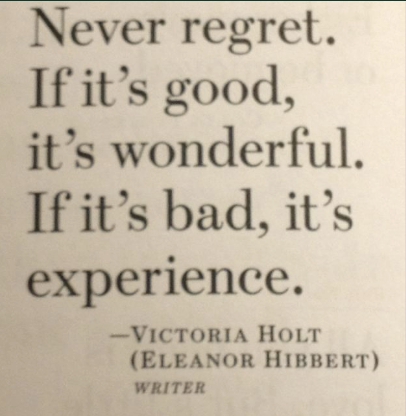 Never regret.
If it's good,
it's wonderful.
If it's bad, it's
experience.
—VICTORIA HOLT
(ELEANOR HIBBERT)
WRITER